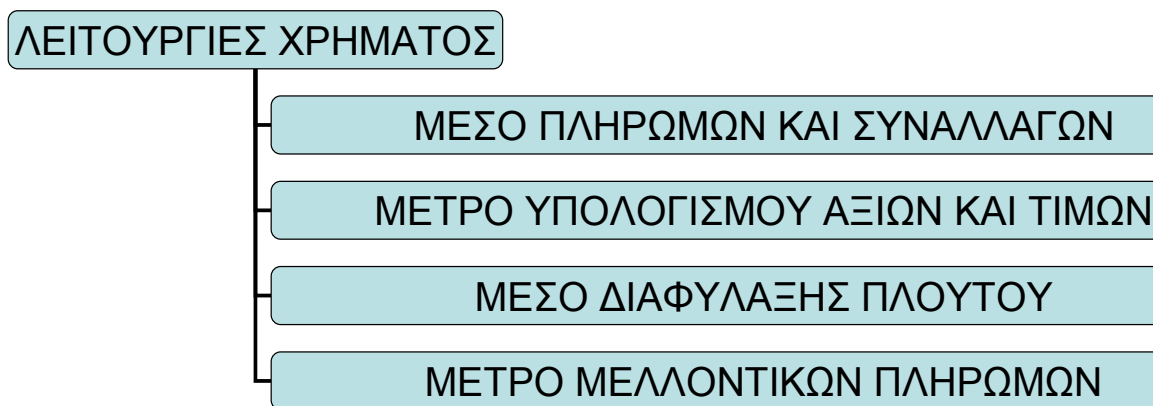 ΛΕΙΤΟΥΡΓΙΕΣ ΧΡΗΜΑΤΟΣ
ΜΕΣΟ ΠΛΗΡΩΜΩΝ ΚΑΙ ΣΥΝΑΛΛΑΓΩΝ
ΜΕΤΡΟ ΥΠΟΛΟΓΙΣΜΟΥ ΑΞΙΩΝ ΚΑΙ ΤΙΜΩΝ
ΜΕΣΟ ΔΙΑΦΥΛΑΞΗΣ ΠΛΟΥΤΟΥ
ΜΕΤΡΟ ΜΕΛΛΟΝΤΙΚΩΝ ΠΛΗΡΩΜΩΝ